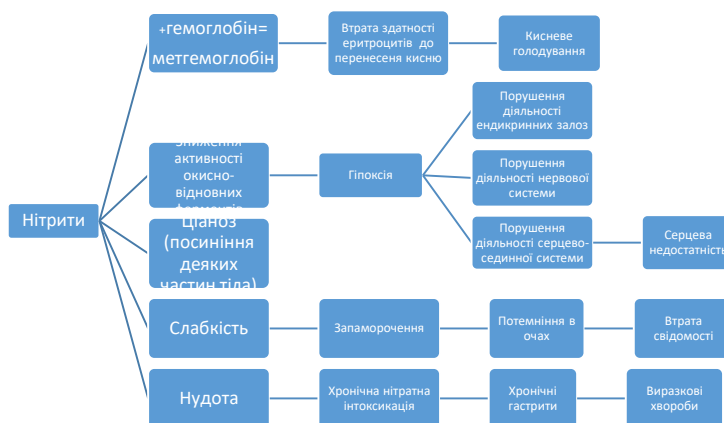 +гемоглобін=
метгемоглобін
Втрата здатності
еритроцитів до
перенесеня кисню
Кисневе
голодування
Нітрити
активності
окисно-
відновних
Гіпоксія
Порушення
діяльності
ендикринних залоз
Порушення
діяльності нервової
системи
Порушення
діяльності серцево-
сединної системи
Серцева
недостатність
Ціаноз
(посиніння
деяких
частин тіла)
Слабкість
Запаморочення
Потемніння в
очах
Втрата
свідомості
Нудота
Хронічна нітратна
інтоксикація
Хронічні
гастрити
Виразкові
хвороби